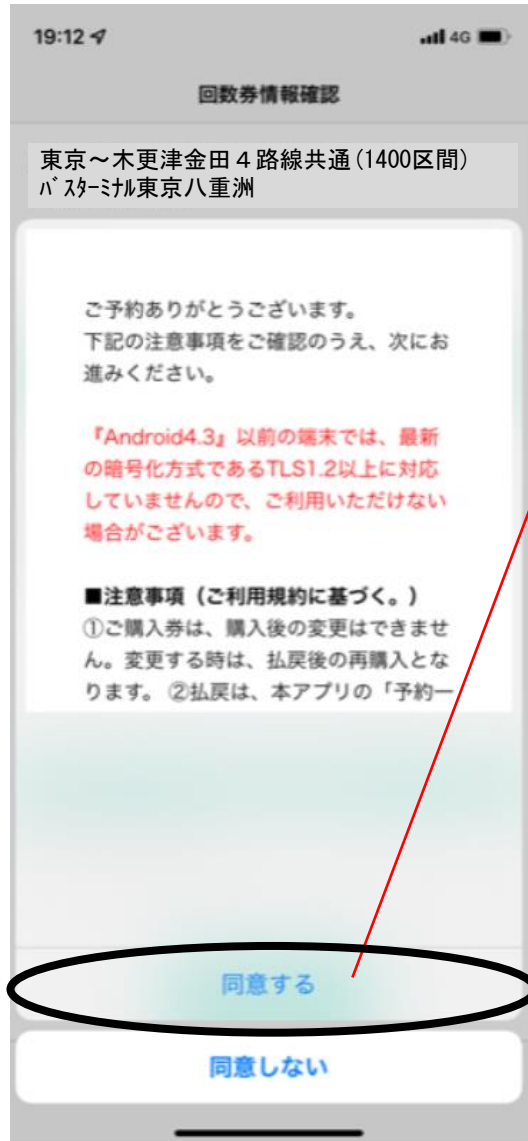 19:12
4G
回数券情報確認
東京～木更津金田４路線共通(1400区間)
ﾊﾞｽﾀｰﾐﾅﾙ東京八重洲
ご予約ありがとうございます。
下記の注意事項をご確認のうえ、次にお
進みください。
『Android4.3』以前の端末では、最新
の暗号化方式であるTLS1.2以上に対応
していませんので、ご利用いただけない
場合がございます。
■注意事項（ご利用規約に基づく。）
①ご購入券は、購入後の変更はできませ
ん。変更する時は、払戻後の再購入とな
ります。 ②払戻は、本アプリの「予約一
同意する
同意しない